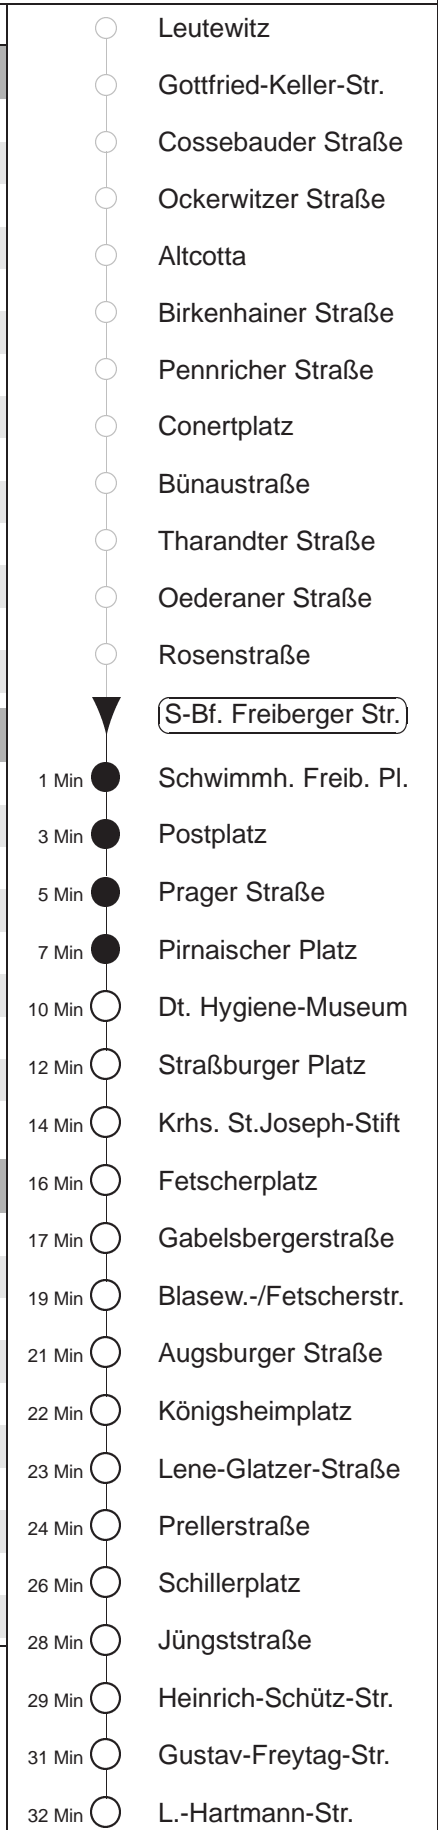 Leutewitz
Gottfried-Keller-Str.
Cossebauder Straße
Ockerwitzer Straße
Altcotta
Birkenhainer Straße
Pennricher Straße
Conertplatz
Bünaustraße
Tharandter Straße
Oederaner Straße
Rosenstraße
S-Bf. Freiberger Str.
1 Min Schwimmh. Freib. Pl.
3 Min Postplatz
5 Min Prager Straße
7 Min Pirnaischer Platz
10 Min Dt. Hygiene-Museum
12 Min Straßburger Platz
14 Min Krhs. St.Joseph-Stift
16 Min Fetscherplatz
17 Min Gabelsbergerstraße
19 Min Blasew.-/Fetscherstr.
21 Min Augsburger Straße
22 Min Königsheimplatz
23 Min Lene-Glatzer-Straße
24 Min Prellerstraße
26 Min Schillerplatz
28 Min Jüngststraße
29 Min Heinrich-Schütz-Str.
31 Min Gustav-Freytag-Str.
32 Min L.-Hartmann-Str.